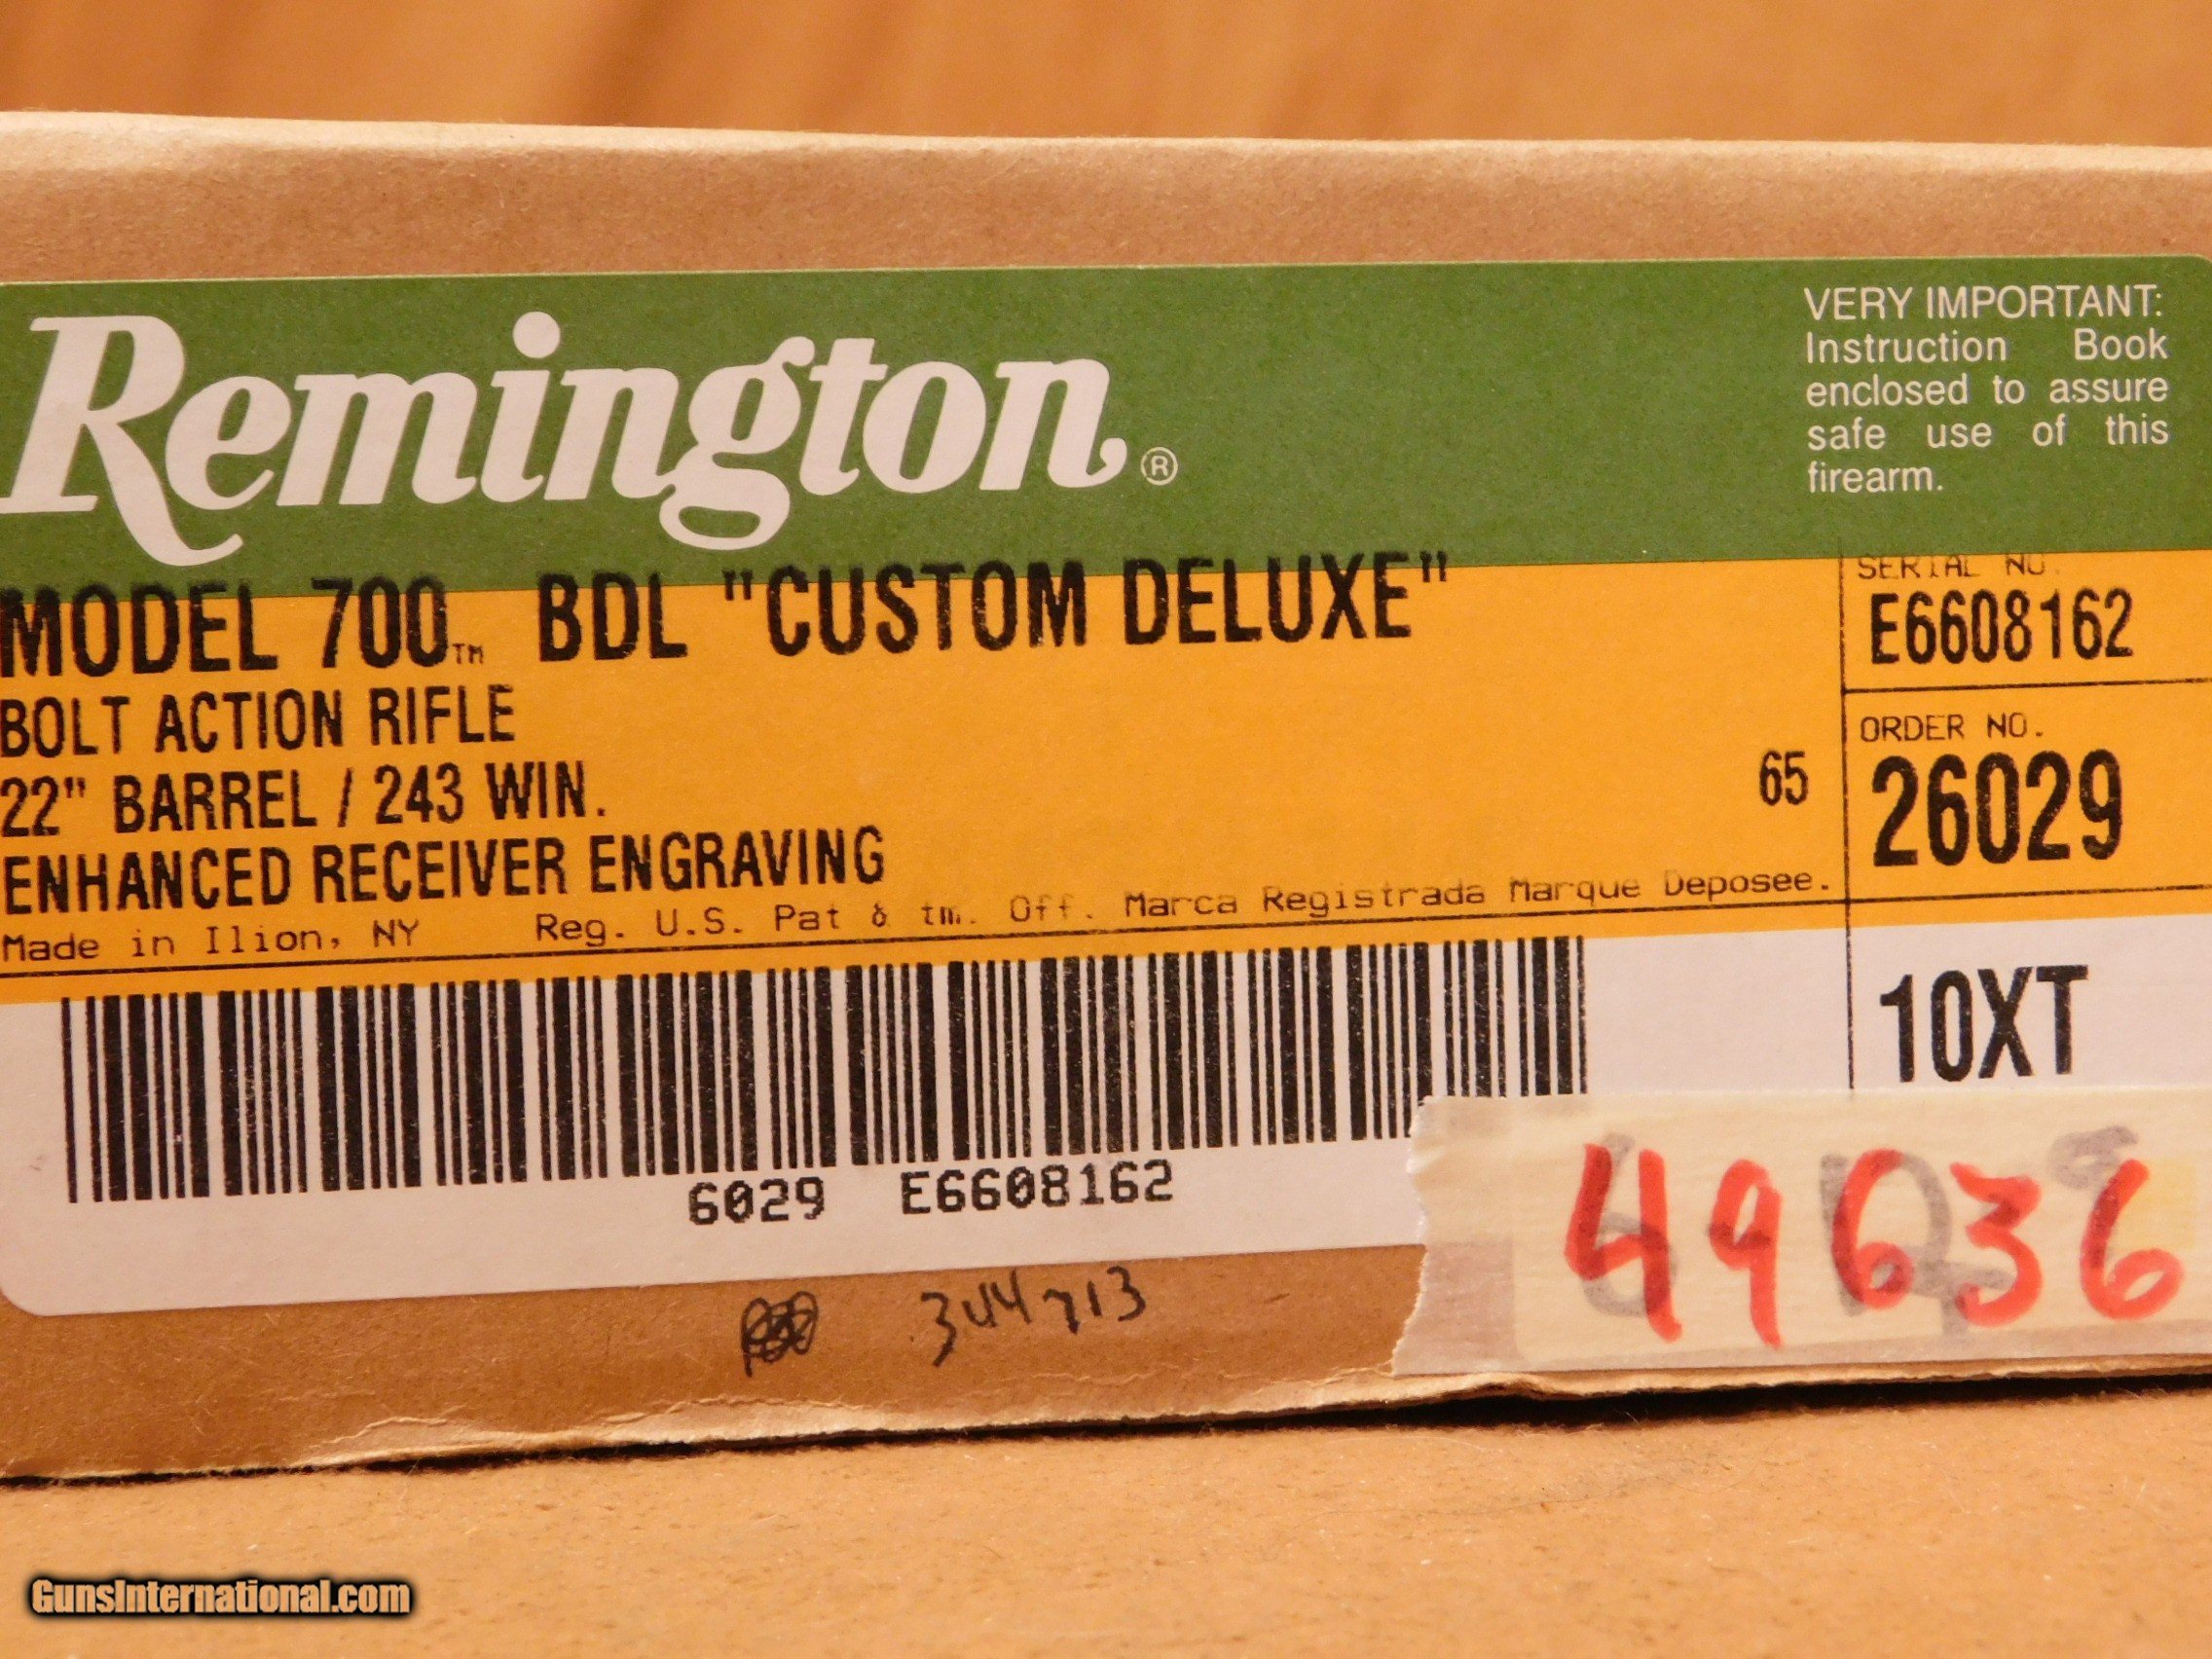 Remington®
VERY IMPORTANT:
Instruction Book
enclosed to assure
safe use of this
firearm.
MODEL 700™ BDL "CUSTOM DELUXE"
BOLT ACTION RIFLE
22" BARREL / 243 WIN.
ENHANCED RECEIVER ENGRAVING
65
Made in Ilion, NY Reg. U.S. Pat & tm. Off. Marca Registrada Marque Deposee.
SERIAL NO.
E6608162
ORDER NO.
26029
10XT
6029 E6608162
49636
344713
GunsInternational.com